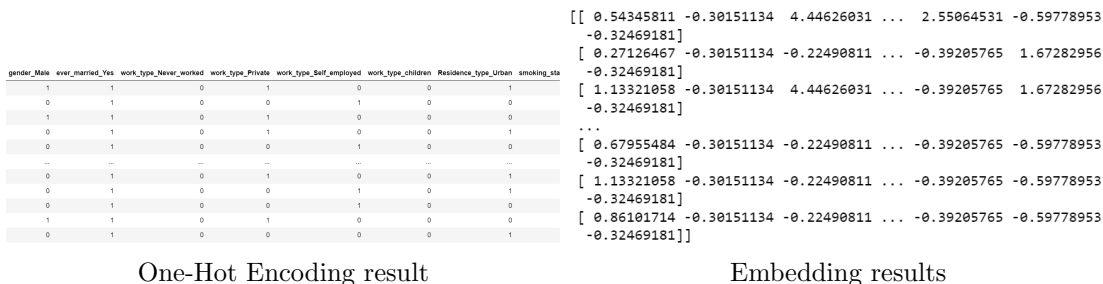 gender_Male ever_married_Yes work_type_Never_worked work_type_Private work_type_Self_employed work_type_children Residence_type_Urban smoking_sta
1 1 0 1 0 0 1
0 1 0 0 1 0 0
1 1 0 1 0 0 0
0 1 0 1 0 0 1
0 1 0 0 1 0 0
... ... ... ... ... ... ...
0 1 0 1 0 0 1
0 1 0 0 1 0 1
0 1 0 0 1 0 0
1 1 0 1 0 0 0
0 1 0 0 0 0 1
One-Hot Encoding result
[[ 0.54345811 -0.30151134 4.44626031 ... 2.55064531 -0.59778953
-0.32469181]
[ 0.27126467 -0.30151134 -0.22490811 ... -0.39205765 1.67282956
-0.32469181]
[ 1.13321058 -0.30151134 4.44626031 ... -0.39205765 1.67282956
-0.32469181]
...
[ 0.67955484 -0.30151134 -0.22490811 ... -0.39205765 -0.59778953
-0.32469181]
[ 1.13321058 -0.30151134 -0.22490811 ... -0.39205765 -0.59778953
-0.32469181]
[ 0.86101714 -0.30151134 -0.22490811 ... -0.39205765 -0.59778953
-0.32469181]]
Embedding results